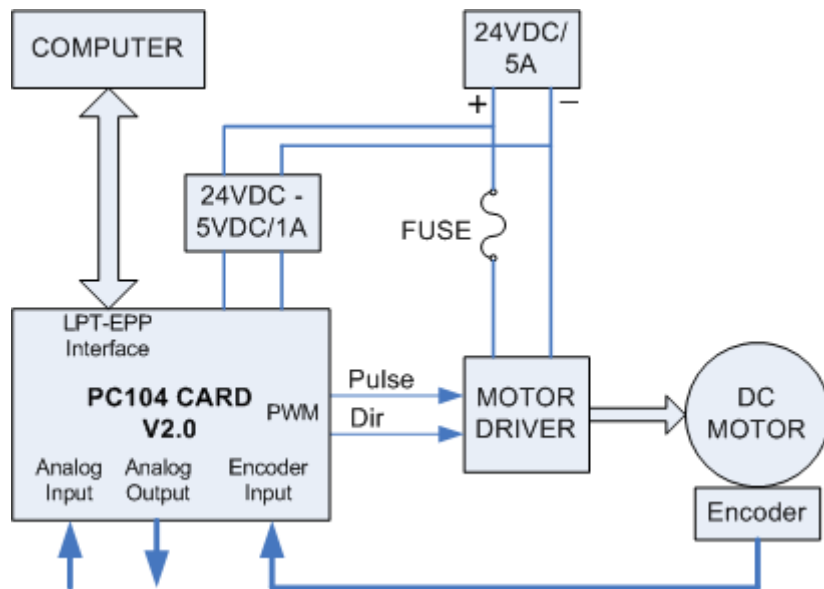 COMPUTER
24VDC/
5A
+
–
24VDC -
5VDC/1A
FUSE
LPT-EPP
Interface
PC104 CARD
V2.0
PWM
Pulse
Dir
MOTOR
DRIVER
DC
MOTOR
Analog
Input
Analog
Output
Encoder
Input
Encoder